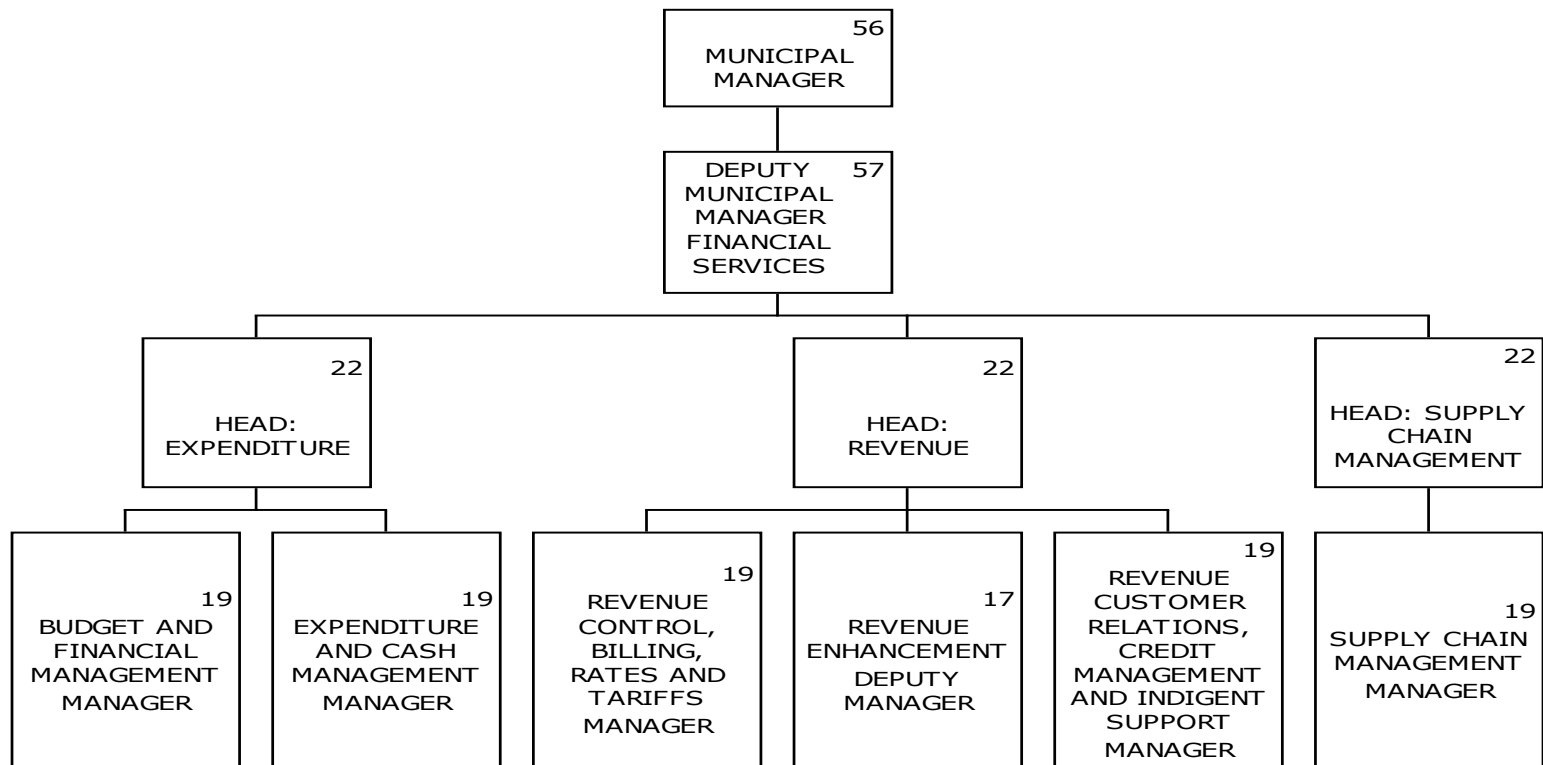 56
MUNICIPAL
MANAGER
DEPUTY 57
MUNICIPAL
MANAGER
FINANCIAL
SERVICES
22
HEAD:
EXPENDITURE
22
HEAD:
REVENUE
22
HEAD: SUPPLY
CHAIN
MANAGEMENT
19
BUDGET AND
FINANCIAL
MANAGEMENT
MANAGER
19
EXPENDITURE
AND CASH
MANAGEMENT
MANAGER
19
REVENUE
CONTROL,
BILLING,
RATES AND
TARIFFS
MANAGER
17
REVENUE
ENHANCEMENT
DEPUTY
MANAGER
19
REVENUE
CUSTOMER
RELATIONS,
CREDIT
MANAGEMENT
AND INDIGENT
SUPPORT
MANAGER
19
SUPPLY CHAIN
MANAGEMENT
MANAGER